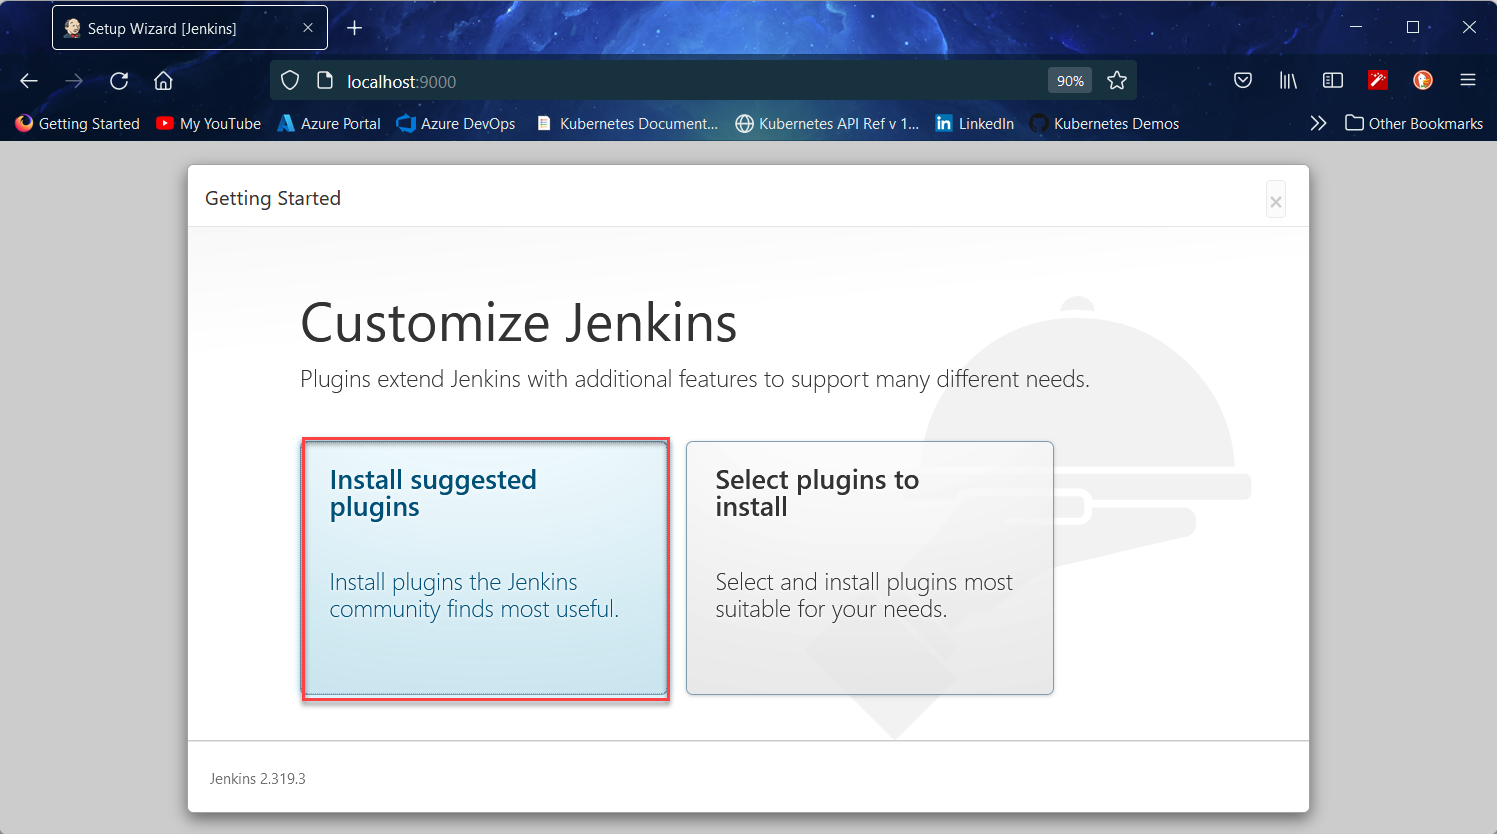 Setup Wizard [Jenkins]
localhost:9000
90%
Getting Started
My YouTube
Azure Portal
Azure DevOps
Kubernetes Document...
Kubernetes API Ref v 1...
LinkedIn
Kubernetes Demos
Other Bookmarks
Getting Started
Customize Jenkins
Plugins extend Jenkins with additional features to support many different needs.
Install suggested
plugins
Install plugins the Jenkins
community finds most useful.
Select plugins to
install
Select and install plugins most
suitable for your needs.
Jenkins 2.319.3